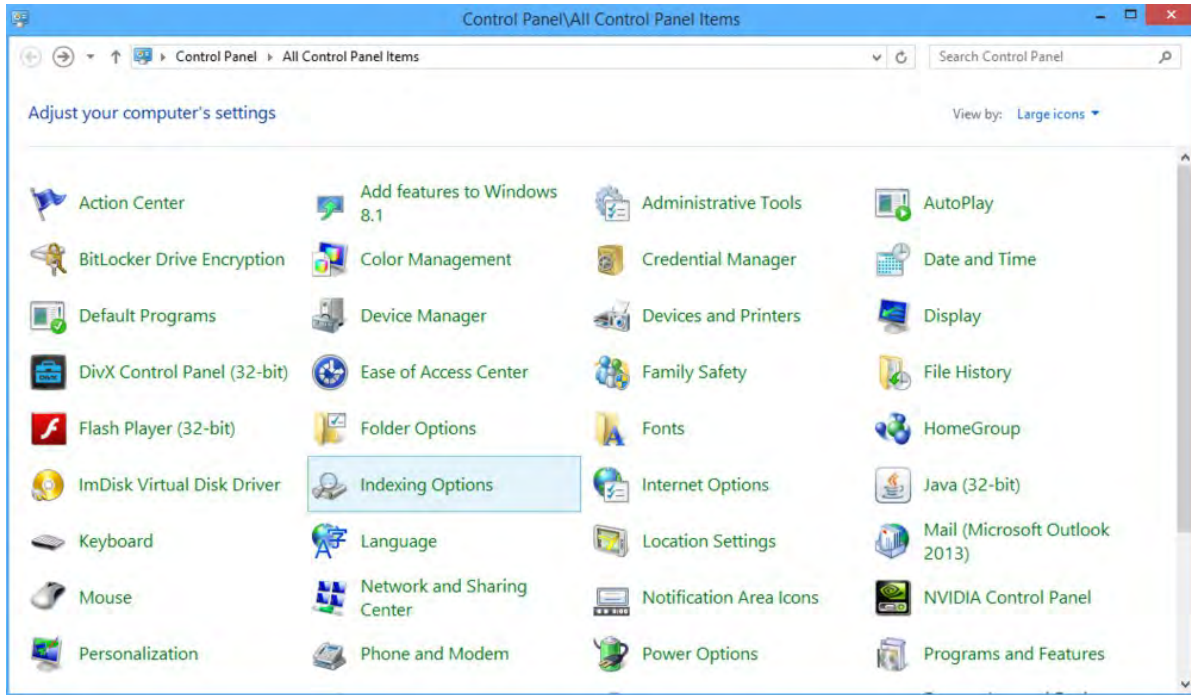 Control Panel\All Control Panel Items
Control Panel All Control Panel Items
Search Control Panel
Adjust your computer's settings
View by: Large icons
Action Center
Add features to Windows
8.1
Administrative Tools
AutoPlay
BitLocker Drive Encryption
Color Management
Credential Manager
Date and Time
Default Programs
Device Manager
Devices and Printers
Display
DivX Control Panel (32-bit)
Ease of Access Center
Family Safety
File History
Flash Player (32-bit)
Folder Options
Fonts
HomeGroup
ImDisk Virtual Disk Driver
Indexing Options
Internet Options
Java (32-bit)
Keyboard
Language
Location Settings
Mail (Microsoft Outlook
2013)
Mouse
Network and Sharing
Center
Notification Area Icons
NVIDIA Control Panel
Personalization
Phone and Modem
Power Options
Programs and Features